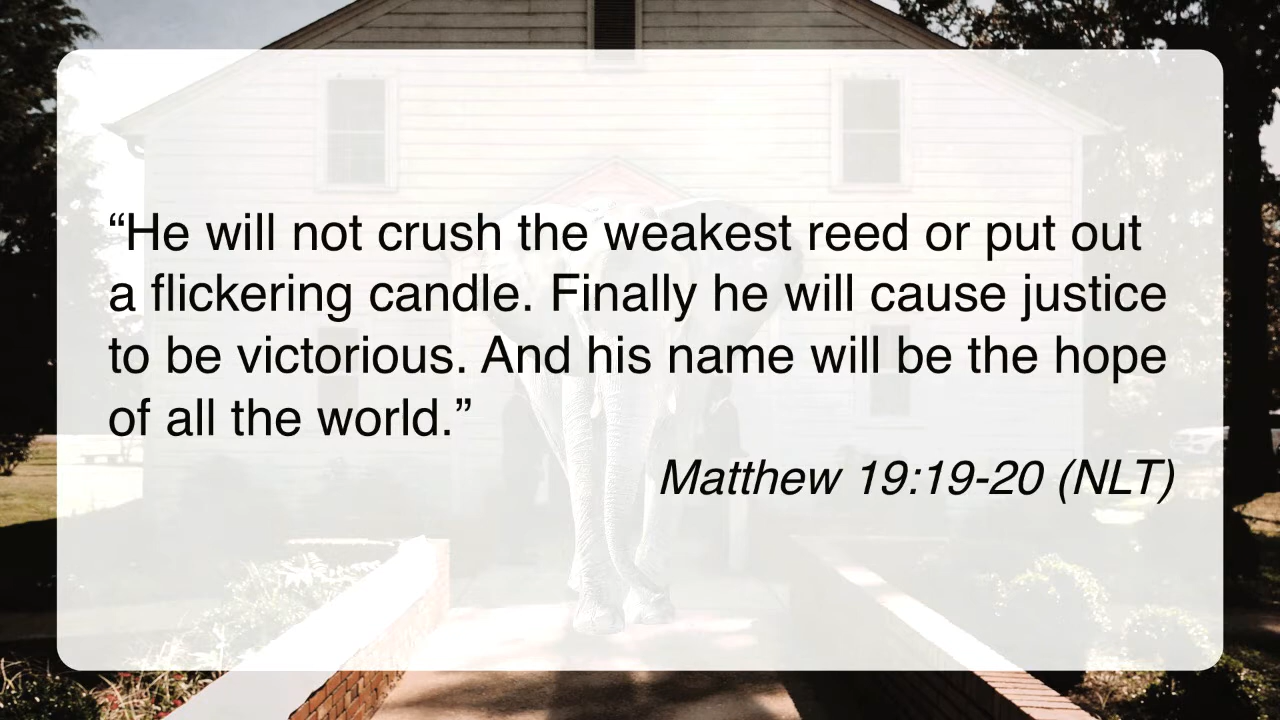 “He will not crush the weakest reed or put out
a flickering candle. Finally he will cause justice
to be victorious. And his name will be the hope
of all the world.”
Matthew 19:19-20 (NLT)